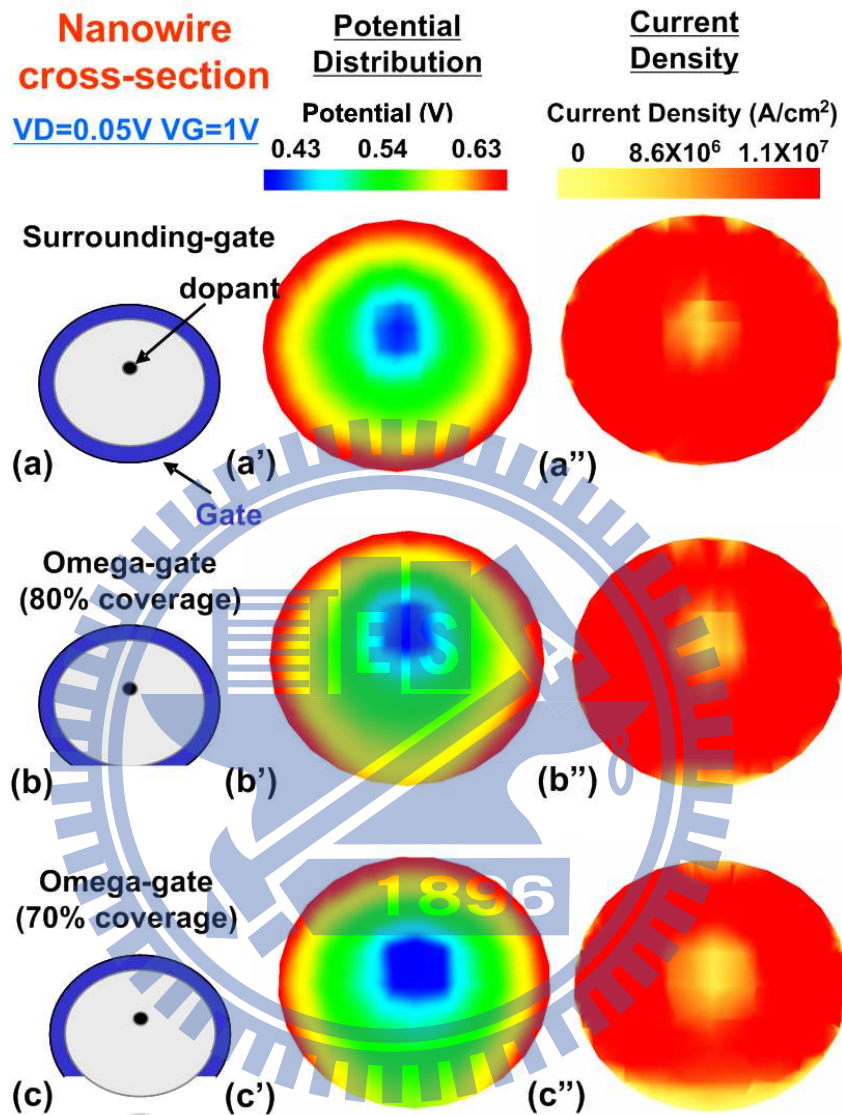 Nanowire
cross-section
VD=0.05V VG=1V
Potential
Distribution
Potential (V)
0.43 0.54 0.63
Current
Density
Current Density (A/cm²)
0 8.6X10⁶ 1.1X10⁷
Surrounding-gate
dopant
(a) (a') (a'')
Gate
Omega-gate
(80% coverage)
ES
A
(b) (b') (b'')
Omega-gate
(70% coverage)
1896
(c) (c') (c'')